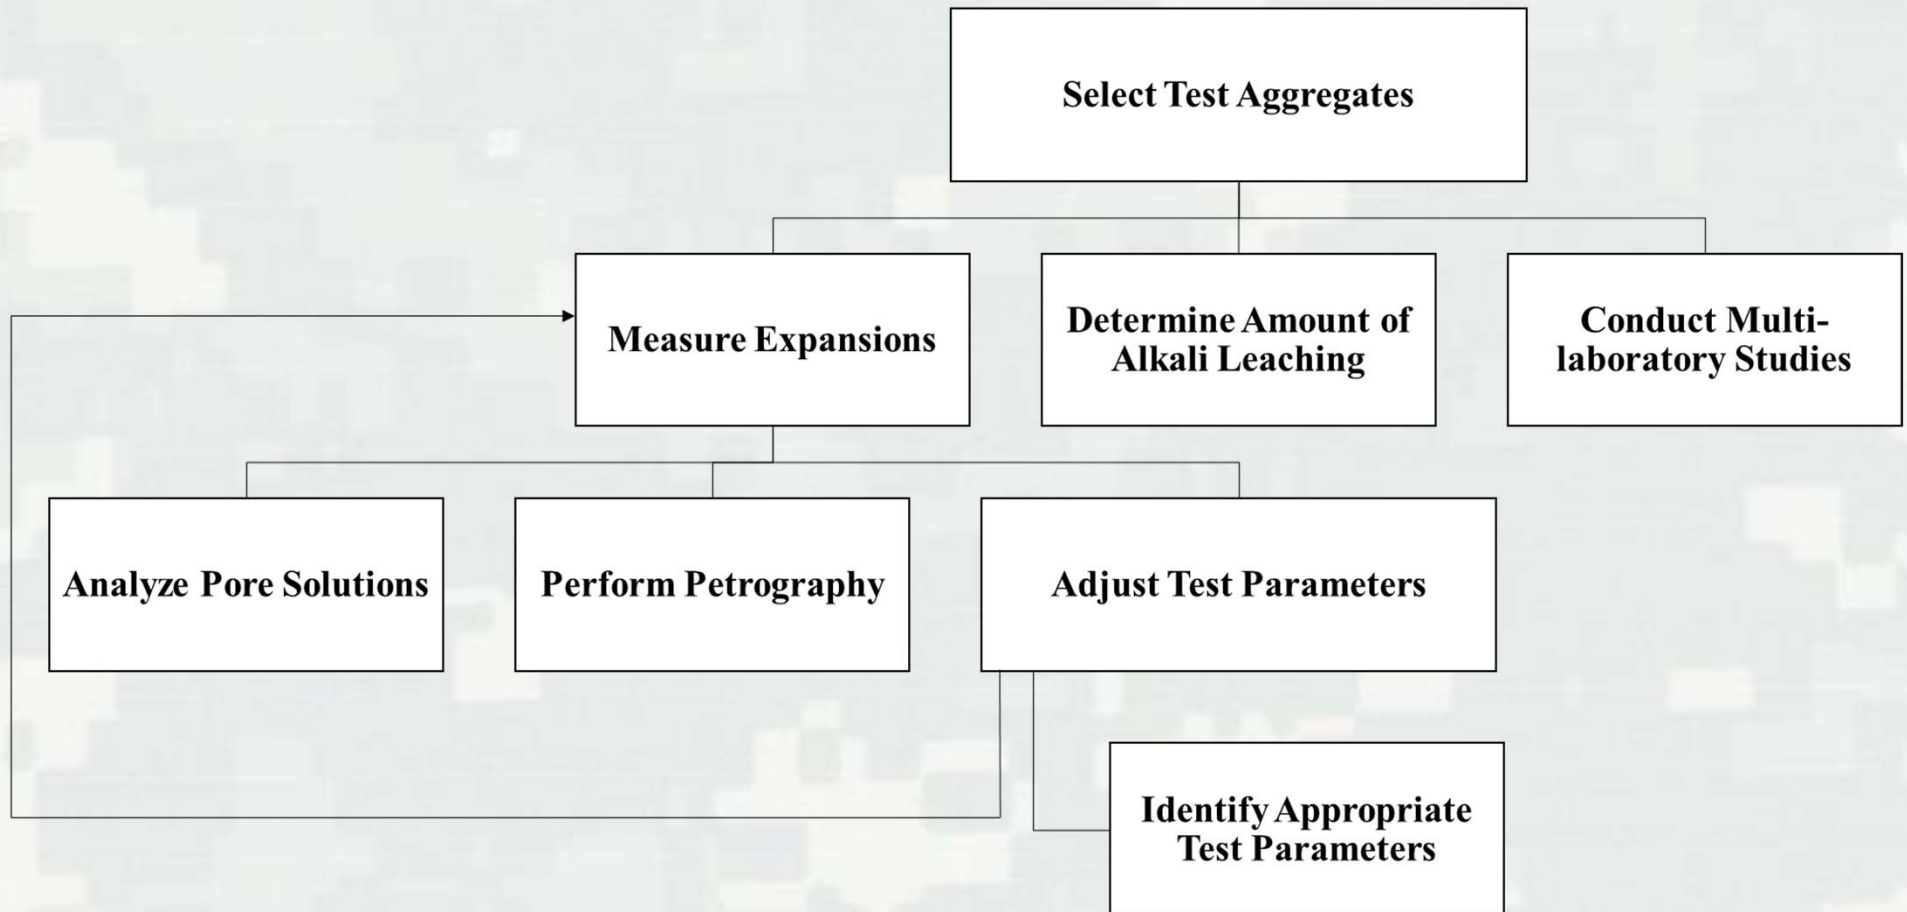 Select Test Aggregates
Measure Expansions
Determine Amount of
Alkali Leaching
Conduct Multi-
laboratory Studies
Analyze Pore Solutions
Perform Petrography
Adjust Test Parameters
Identify Appropriate
Test Parameters